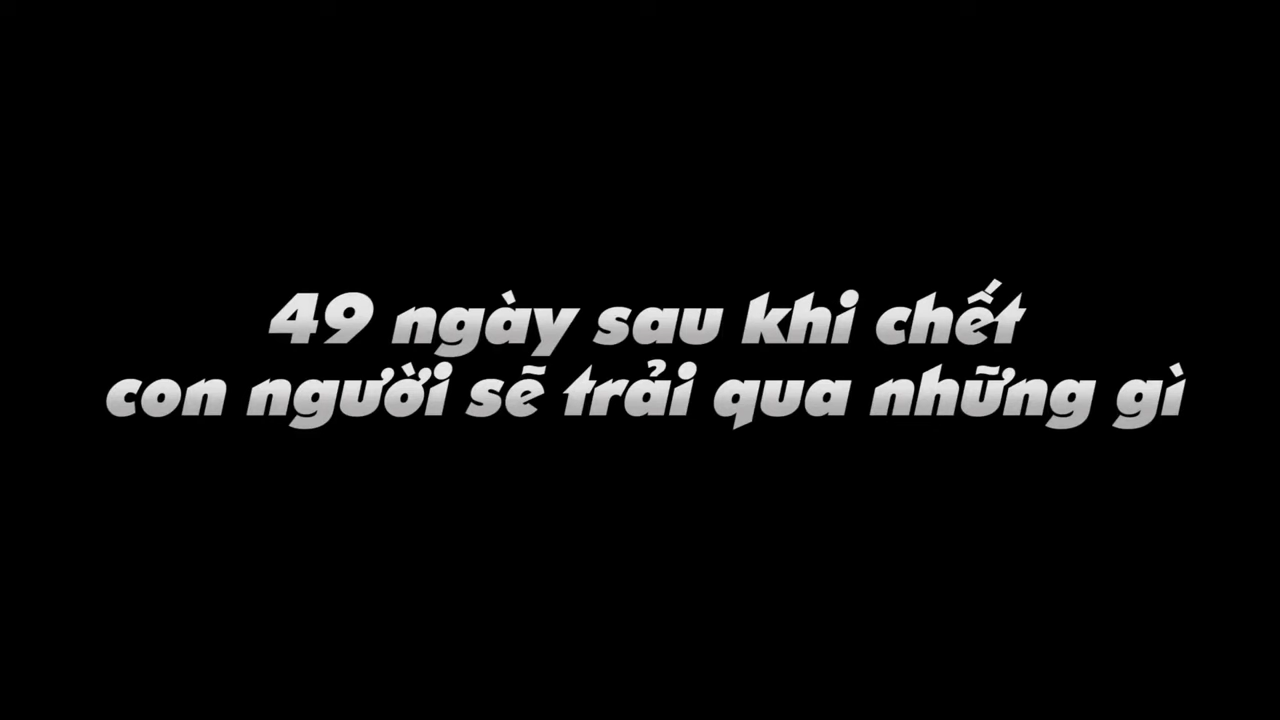 49 ngày sau khi chết
con người sẽ trải qua những gì